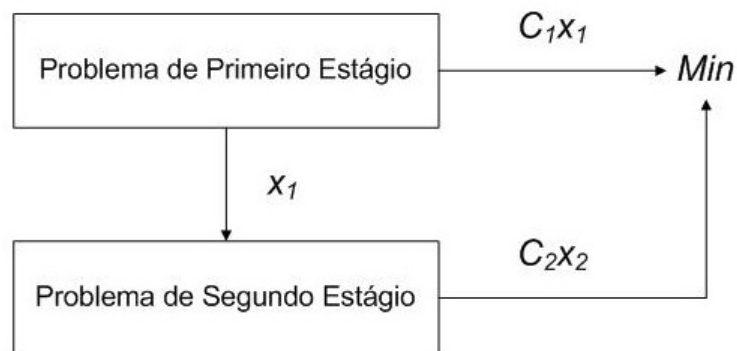 C₁x₁
Problema de Primeiro Estágio
Min
x₁
C₂x₂
Problema de Segundo Estágio